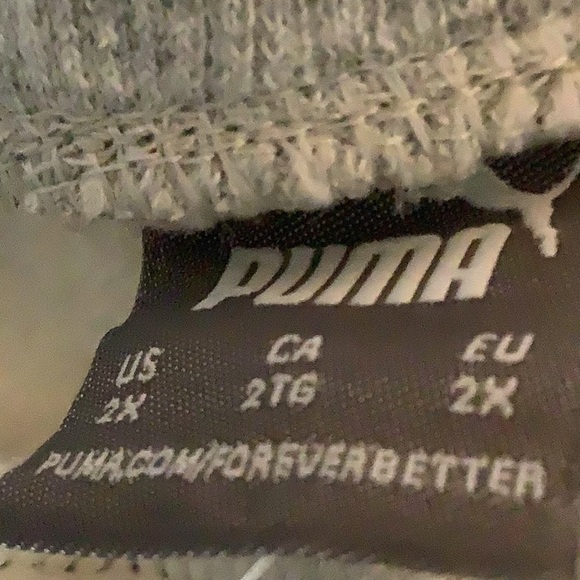 PUMA
US CA EU
2X 2TG 2X
PUMA.COM/FOREVERBETTER